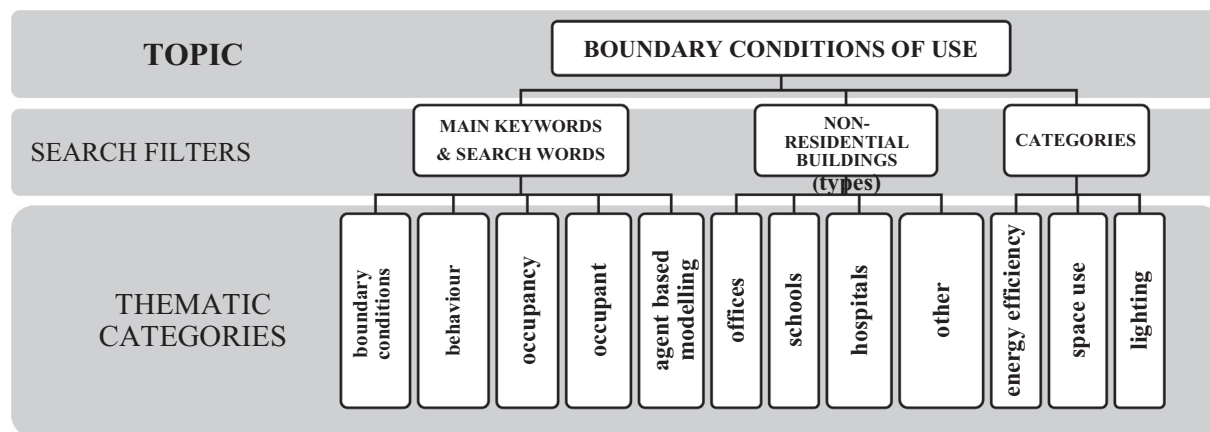 TOPIC
BOUNDARY CONDITIONS OF USE
SEARCH FILTERS
MAIN KEYWORDS
& SEARCH WORDS
NON-
RESIDENTIAL
BUILDINGS
(types)
CATEGORIES
THEMATIC
CATEGORIES
boundary
conditions
behaviour
occupancy
occupant
agent based
modelling
offices
schools
hospitals
other
energy efficiency
space use
lighting